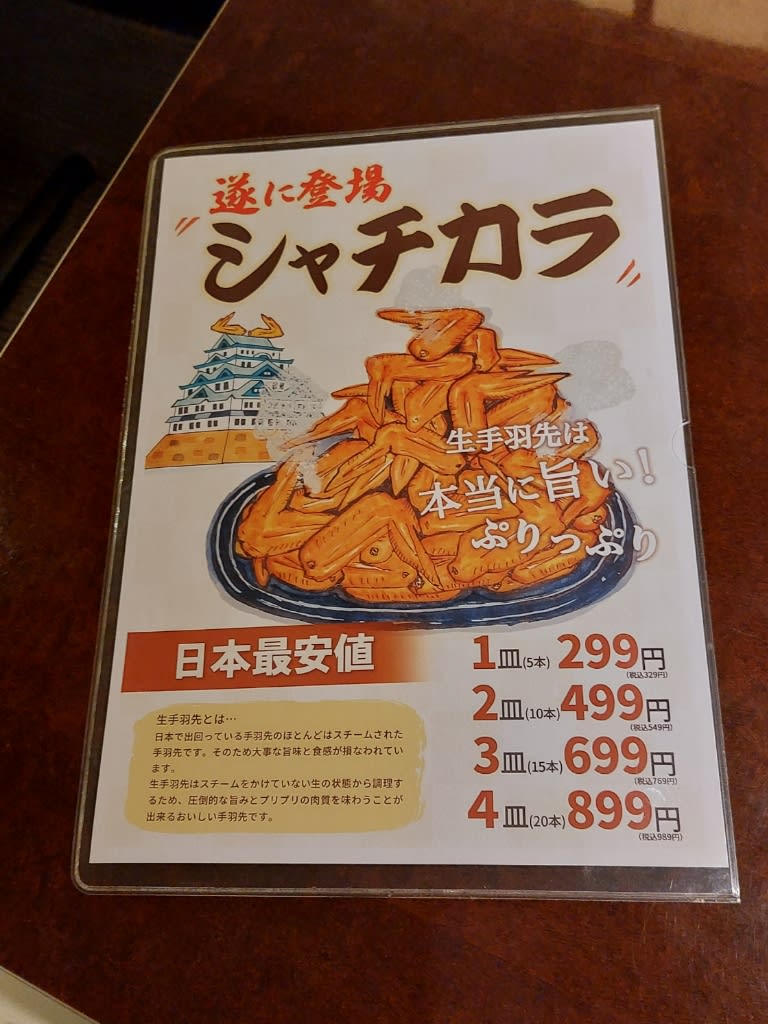 遂に登場
シャチカラ
生手羽先は
本当に旨い!
ぷりっぷり
日本最安値
1皿(5本) 299円
(税込329円)
2皿(10本) 499円
(税込549円)
3皿(15本) 699円
(税込769円)
4皿(20本) 899円
(税込989円)
生手羽先とは…
日本で出回っている手羽先のほとんどはスチームされた
手羽先です。そのため大事な旨味と食感が損なわれてい
ます。
生手羽先はスチームをかけていない生の状態から調理す
るため、圧倒的な旨みとプリプリの肉質を味わうことが
出来るおいしい手羽先です。